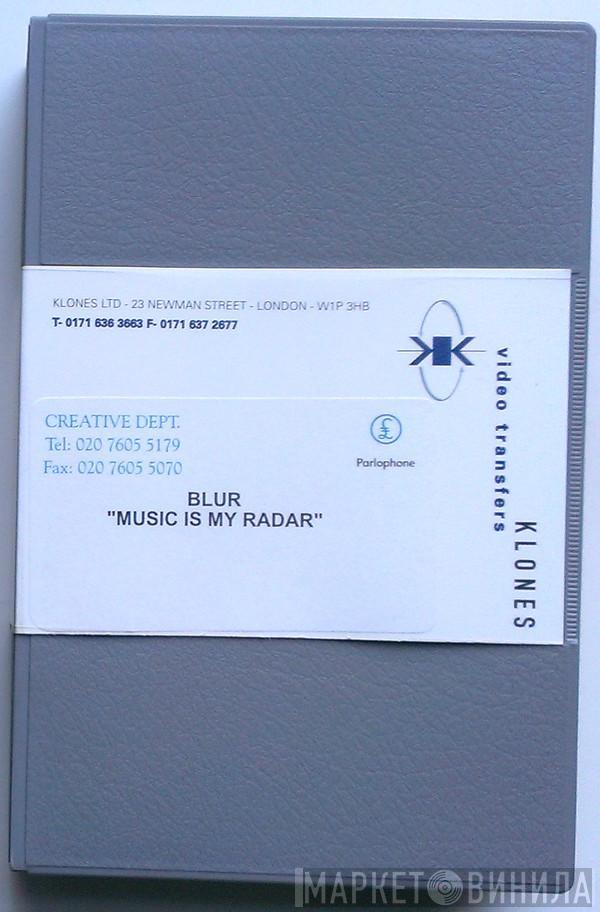 KLONES LTD - 23 NEWMAN STREET - LONDON - W1P 3HB
T- 0171 636 3663 F- 0171 637 2677
video transfers
KLONES
CREATIVE DEPT.
Tel: 020 7605 5179
Fax: 020 7605 5070
Parlophone
BLUR
"MUSIC IS MY RADAR"
МАРКЕТ ВИНИЛА